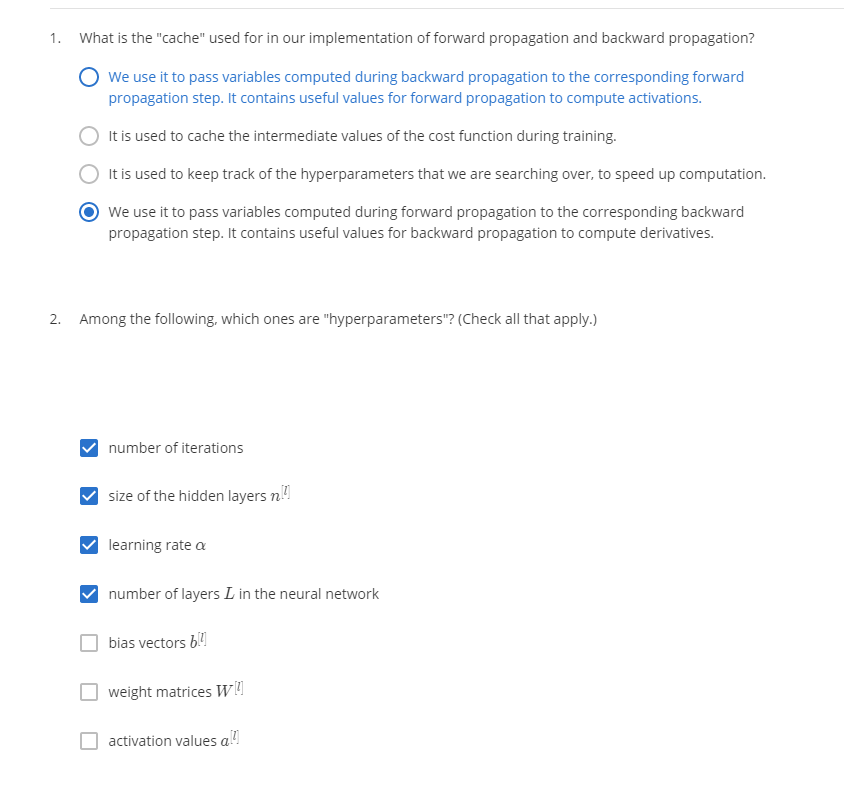 1. What is the "cache" used for in our implementation of forward propagation and backward propagation?
We use it to pass variables computed during backward propagation to the corresponding forward
propagation step. It contains useful values for forward propagation to compute activations.
It is used to cache the intermediate values of the cost function during training.
It is used to keep track of the hyperparameters that we are searching over, to speed up computation.
We use it to pass variables computed during forward propagation to the corresponding backward
propagation step. It contains useful values for backward propagation to compute derivatives.
2. Among the following, which ones are "hyperparameters"? (Check all that apply.)
number of iterations
size of the hidden layers n^[l]
learning rate α
number of layers L in the neural network
bias vectors b^[l]
weight matrices W^[l]
activation values a^[l]